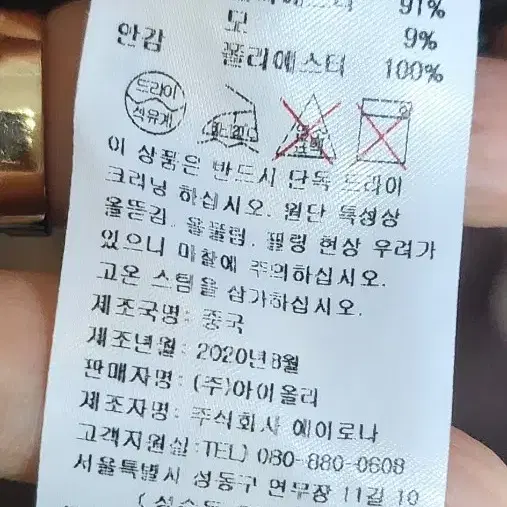 폴리에스터 91%
모 9%
안감 폴리에스터 100%
드라이
석유계
이 상품은 반드시 단독 드라이
크리닝 하십시오. 원단 특성상
올뜯김, 올풀림, 필링 현상 우려가
있으니 마찰에 주의하십시오.
고온 스팀을 삼가하십시오.
제조국명: 중국
제조년월: 2020년 8월
판매자명: (주)아이올리
제조자명: 주식회사 에이로나
고객지원실:TEL) 080-880-0608
서울특별시 성동구 연무장 11길 10